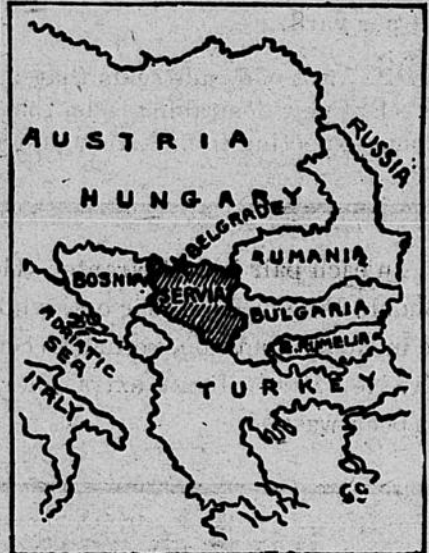 AUSTRIA
HUNGARY
RUSSIA
BELGRADE
RUMANIA
BOSNIA
SERVIA
BULGARIA
E. RUMELIA
ADRIATIC
SEA
ITALY
TURKEY